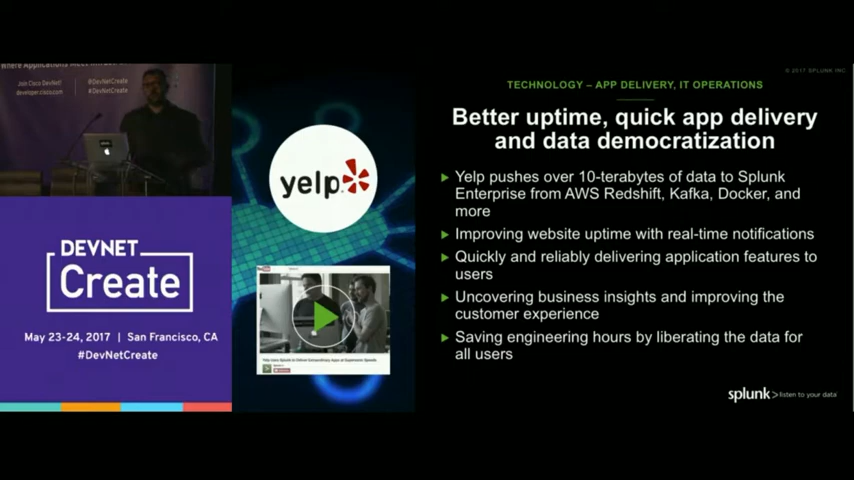 Where Applications Meet
Join Cisco DevNet!
developer.cisco.com
#DevNetCreate
@DevNetCreate
DEVNET
Create
May 23-24, 2017 | San Francisco, CA
#DevNetCreate
yelp
© 2017 SPLUNK INC.
TECHNOLOGY – APP DELIVERY, IT OPERATIONS
Better uptime, quick app delivery
and data democratization
Yelp pushes over 10-terabytes of data to Splunk
Enterprise from AWS Redshift, Kafka, Docker, and
more
Improving website uptime with real-time notifications
Quickly and reliably delivering application features to
users
Uncovering business insights and improving the
customer experience
Saving engineering hours by liberating the data for
all users
splunk> listen to your data